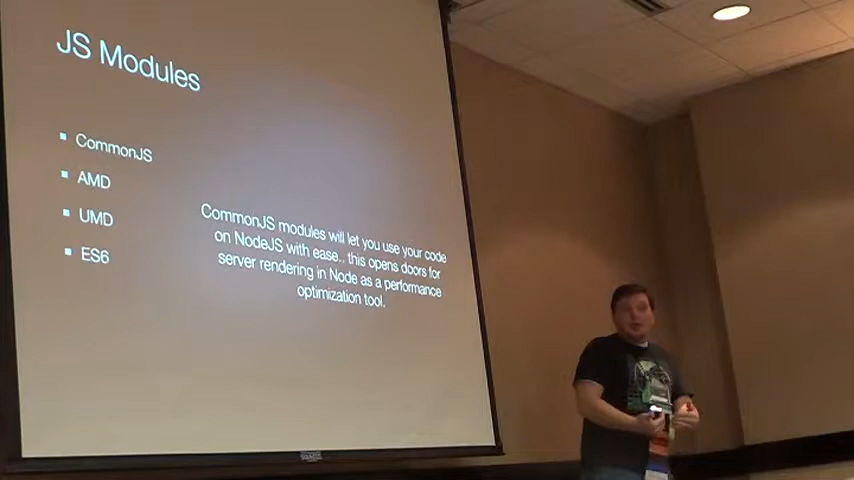 JS Modules
CommonJS
AMD
UMD
ES6
CommonJS modules will let you use your code
on NodeJS with ease.. this opens doors for
server rendering in Node as a performance
optimization tool.